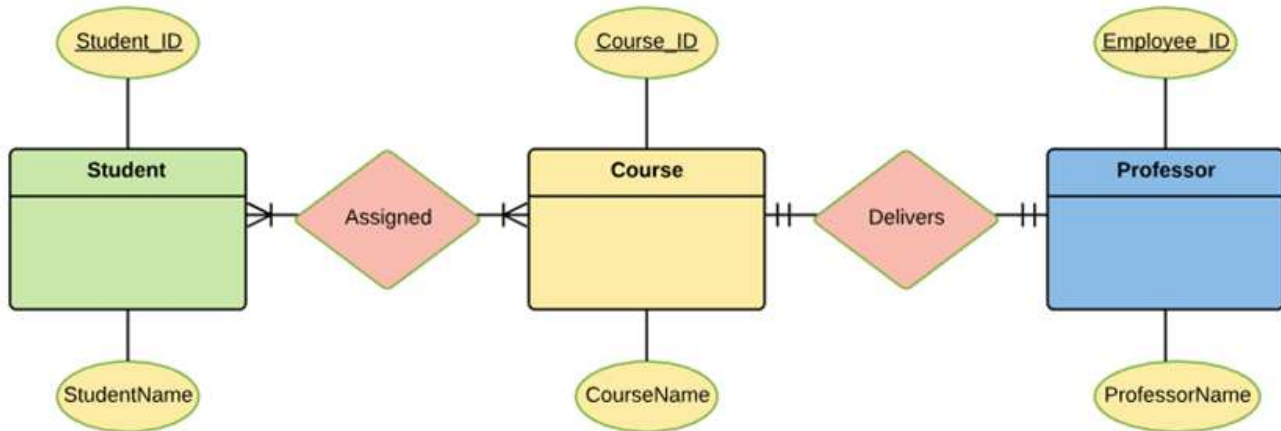 Student_ID
Course_ID
Employee_ID
Student
Course
Professor
Assigned
Delivers
StudentName
CourseName
ProfessorName